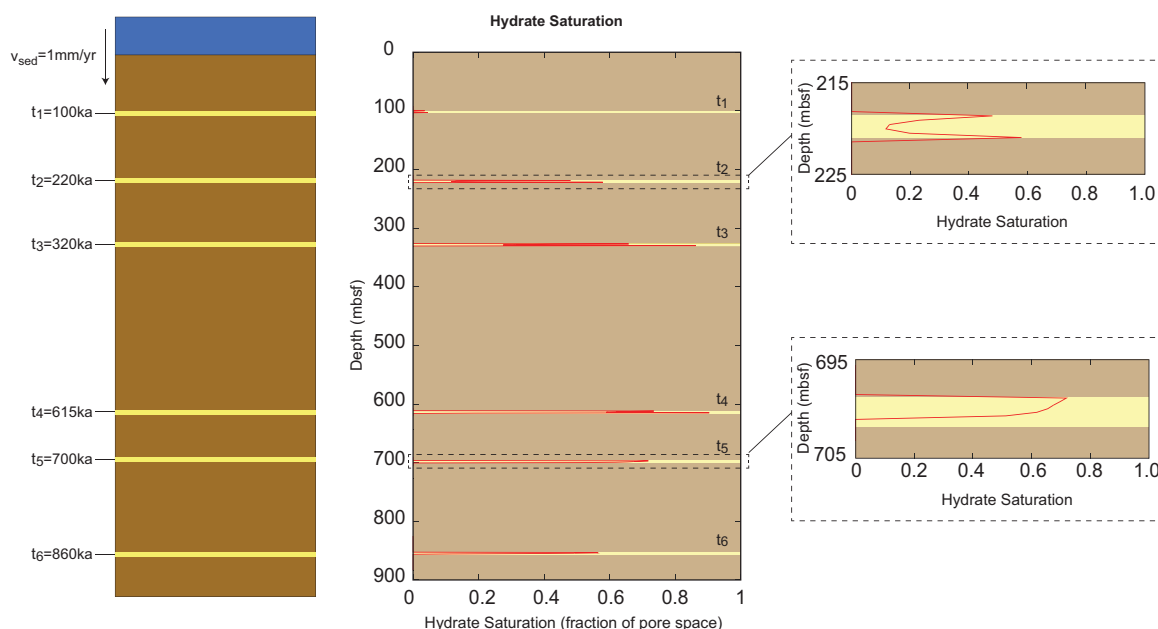 v_sed=1mm/yr
t1=100ka
t2=220ka
t3=320ka
t4=615ka
t5=700ka
t6=860ka
Hydrate Saturation
0
100
200
300
400
500
600
700
800
900
Depth (mbsf)
t1
t2
t3
t4
t5
t6
0 0.2 0.4 0.6 0.8 1
Hydrate Saturation (fraction of pore space)
215
225
Depth (mbsf)
0 0.2 0.4 0.6 0.8 1.0
Hydrate Saturation
695
705
Depth (mbsf)
0 0.2 0.4 0.6 0.8 1.0
Hydrate Saturation